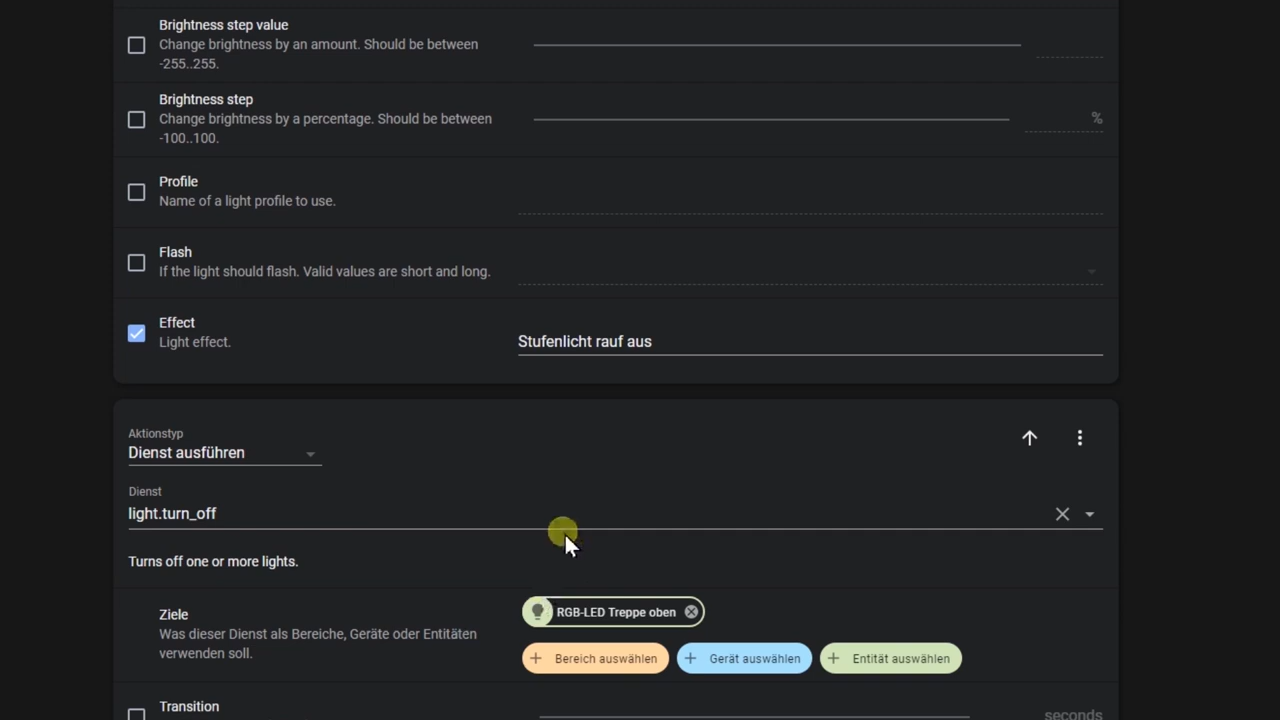 Brightness step value
Change brightness by an amount. Should be between
-255..255.
Brightness step
Change brightness by a percentage. Should be between
-100..100.
%
Profile
Name of a light profile to use.
Flash
If the light should flash. Valid values are short and long.
Effect
Light effect.
Stufenlicht rauf aus
Aktionstyp
Dienst ausführen
Dienst
light.turn_off
Turns off one or more lights.
Ziele
Was dieser Dienst als Bereiche, Geräte oder Entitäten
verwenden soll.
RGB-LED Treppe oben
+ Bereich auswählen
+ Gerät auswählen
+ Entität auswählen
Transition
seconds